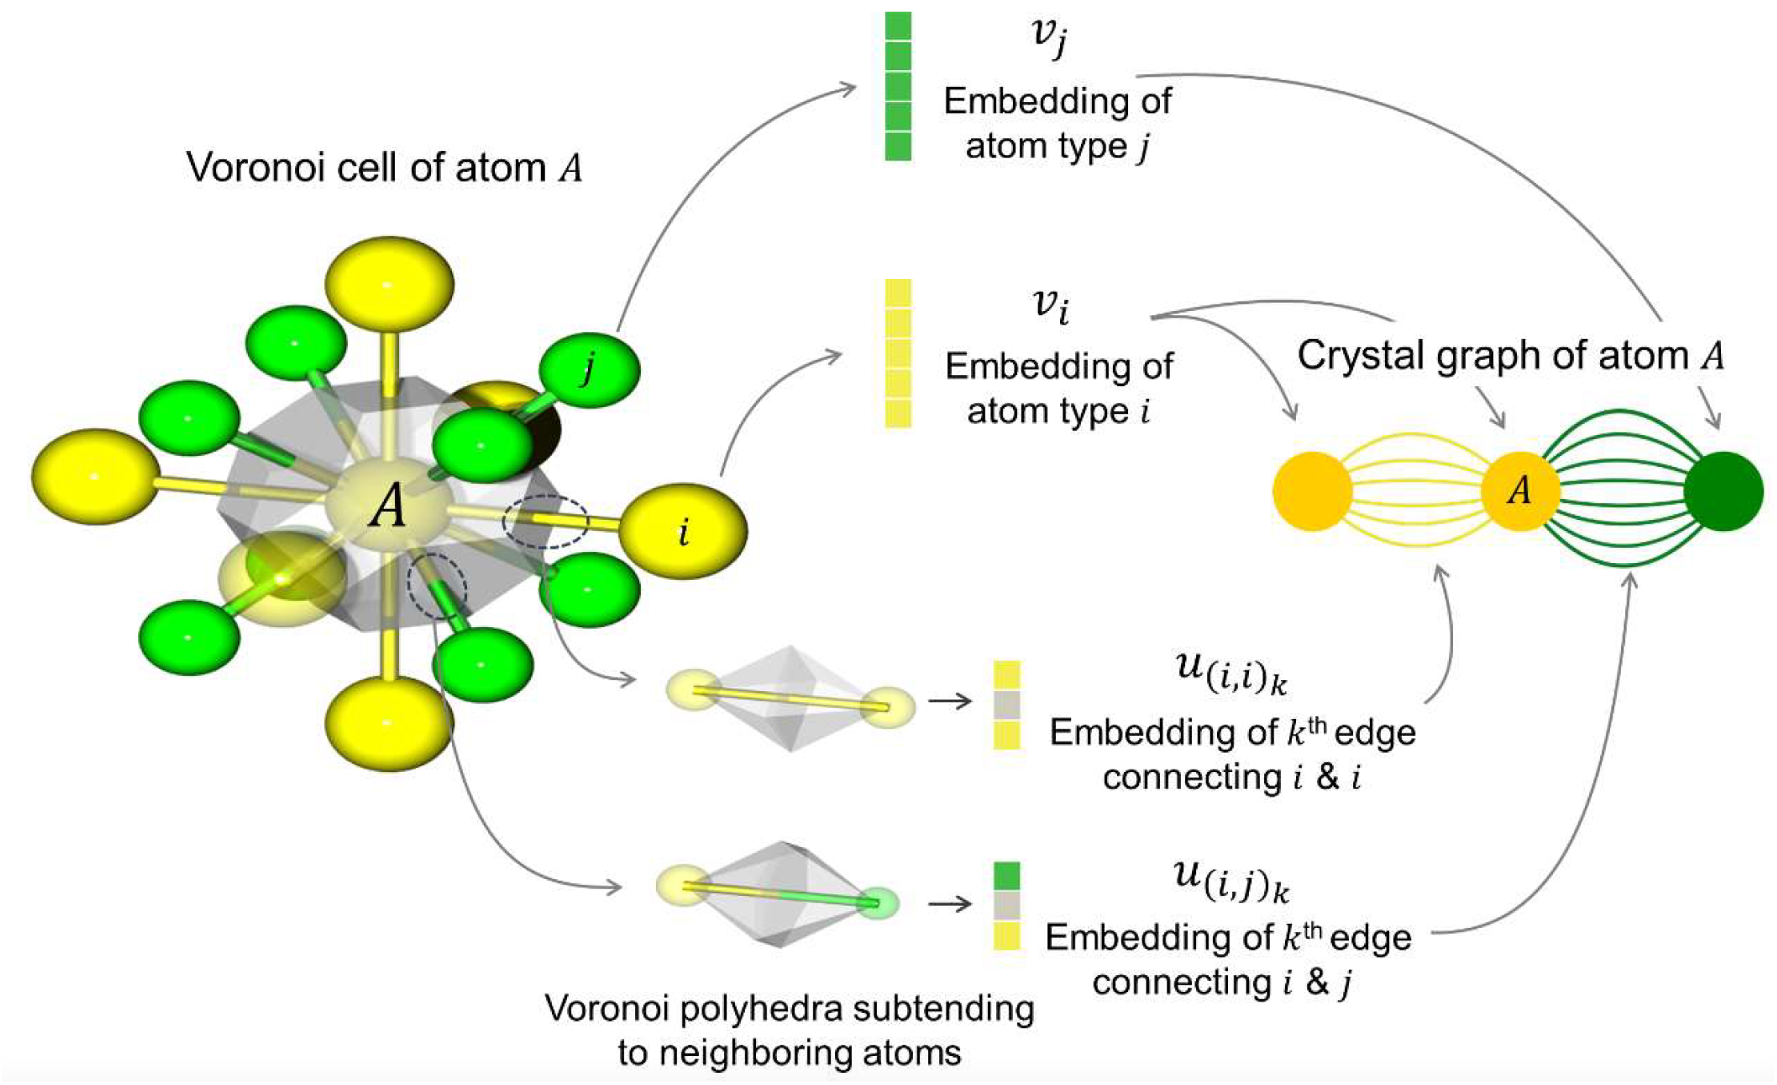 Voronoi cell of atom A
A
j
i
v_j
Embedding of
atom type j
v_i
Embedding of
atom type i
Crystal graph of atom A
A
u_{(i,i)_k}
Embedding of k^{th} edge
connecting i & i
u_{(i,j)_k}
Embedding of k^{th} edge
connecting i & j
Voronoi polyhedra subtending
to neighboring atoms